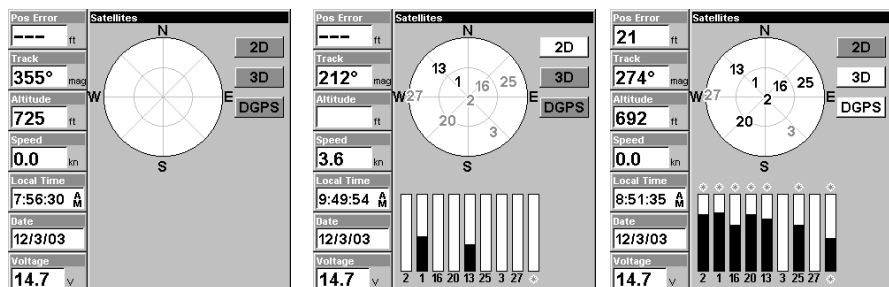 Pos Error
--- ft
Track
355° mag
Altitude
725 ft
Speed
0.0 kn
Local Time
7:56:30 AM
Date
12/3/03
Voltage
14.7 v
Satellites
N
W E
S
2D
3D
DGPS
Pos Error
--- ft
Track
212° mag
Altitude
ft
Speed
3.6 kn
Local Time
9:49:54 AM
Date
12/3/03
Voltage
14.7 v
Satellites
N
13 1 16 25
W 27 2 E
20 3
S
2D
3D
DGPS
2 1 16 20 13 25 3 27
Pos Error
21 ft
Track
274° mag
Altitude
692 ft
Speed
0.0 kn
Local Time
8:51:35 AM
Date
12/3/03
Voltage
14.7 v
Satellites
N
13 1 16 25
W 27 2 E
20 3
S
2D
3D
DGPS
2 1 16 20 13 3 25 27